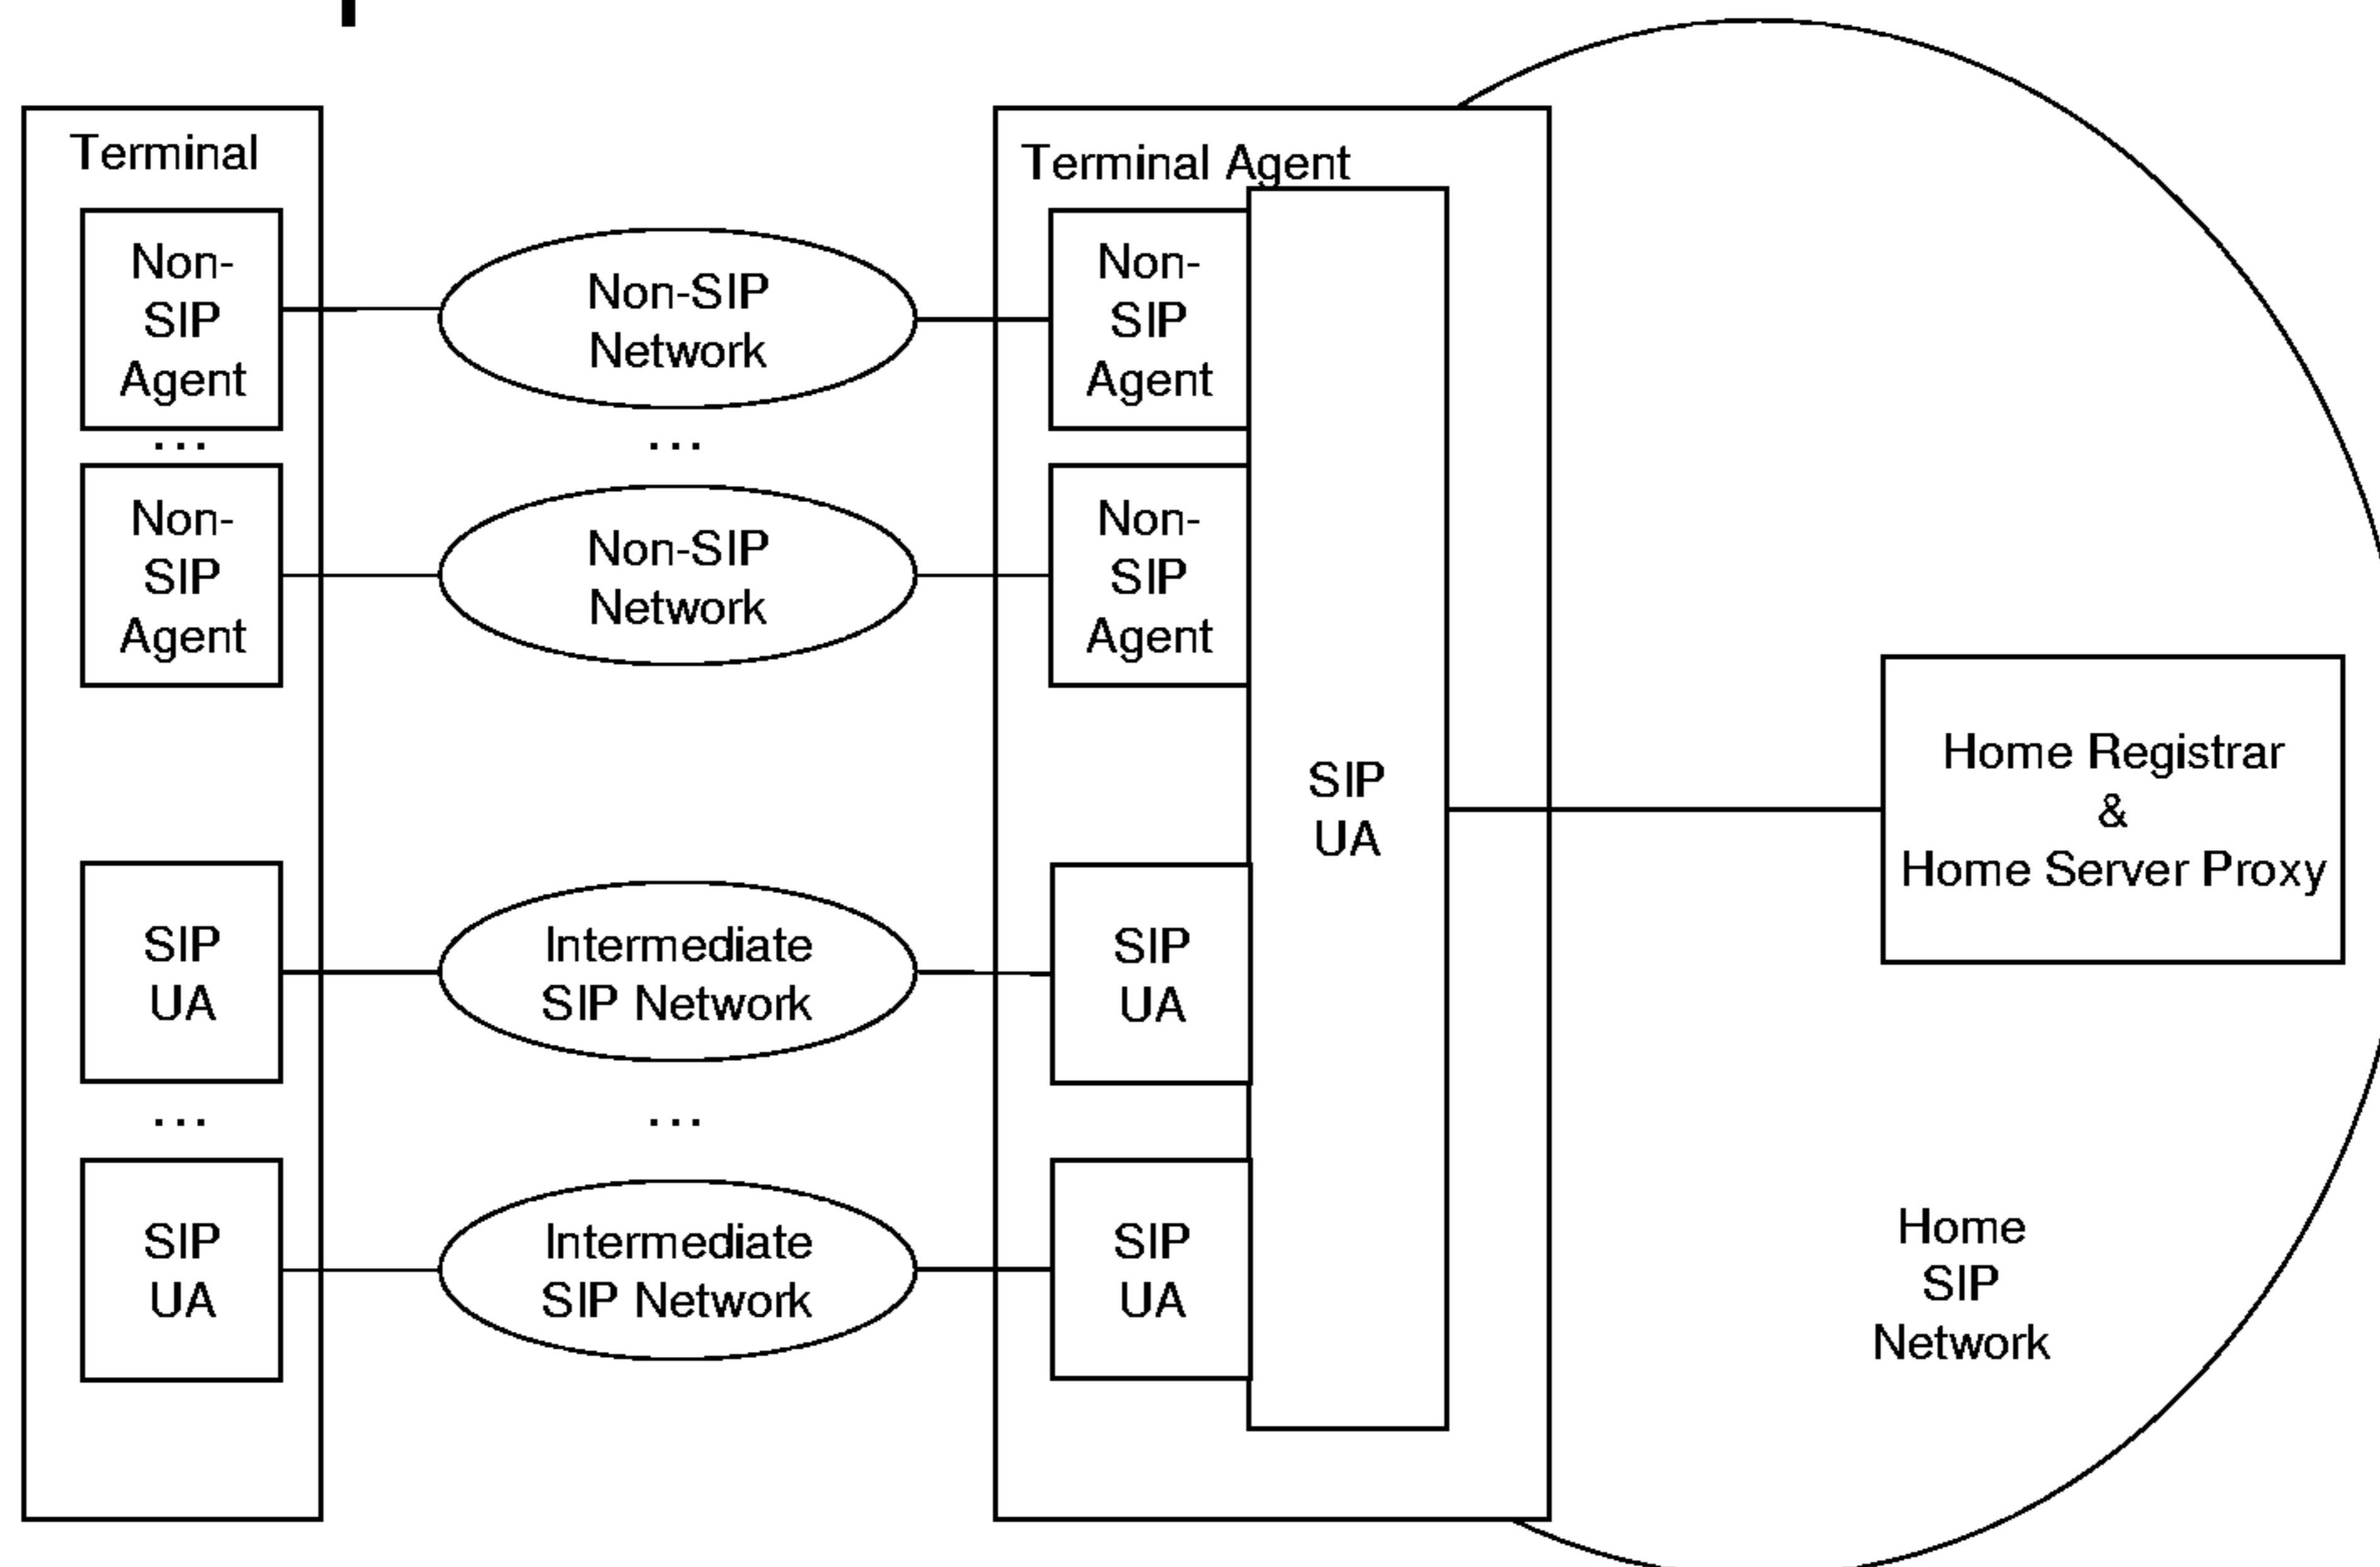 Terminal
Non-
SIP
Agent
...
Non-
SIP
Agent
SIP
UA
...
SIP
UA
Non-SIP
Network
...
Non-SIP
Network
Intermediate
SIP Network
...
Intermediate
SIP Network
Terminal Agent
Non-
SIP
Agent
Non-
SIP
Agent
SIP
UA
SIP
UA
SIP
UA
Home Registrar
&
Home Server Proxy
Home
SIP
Network